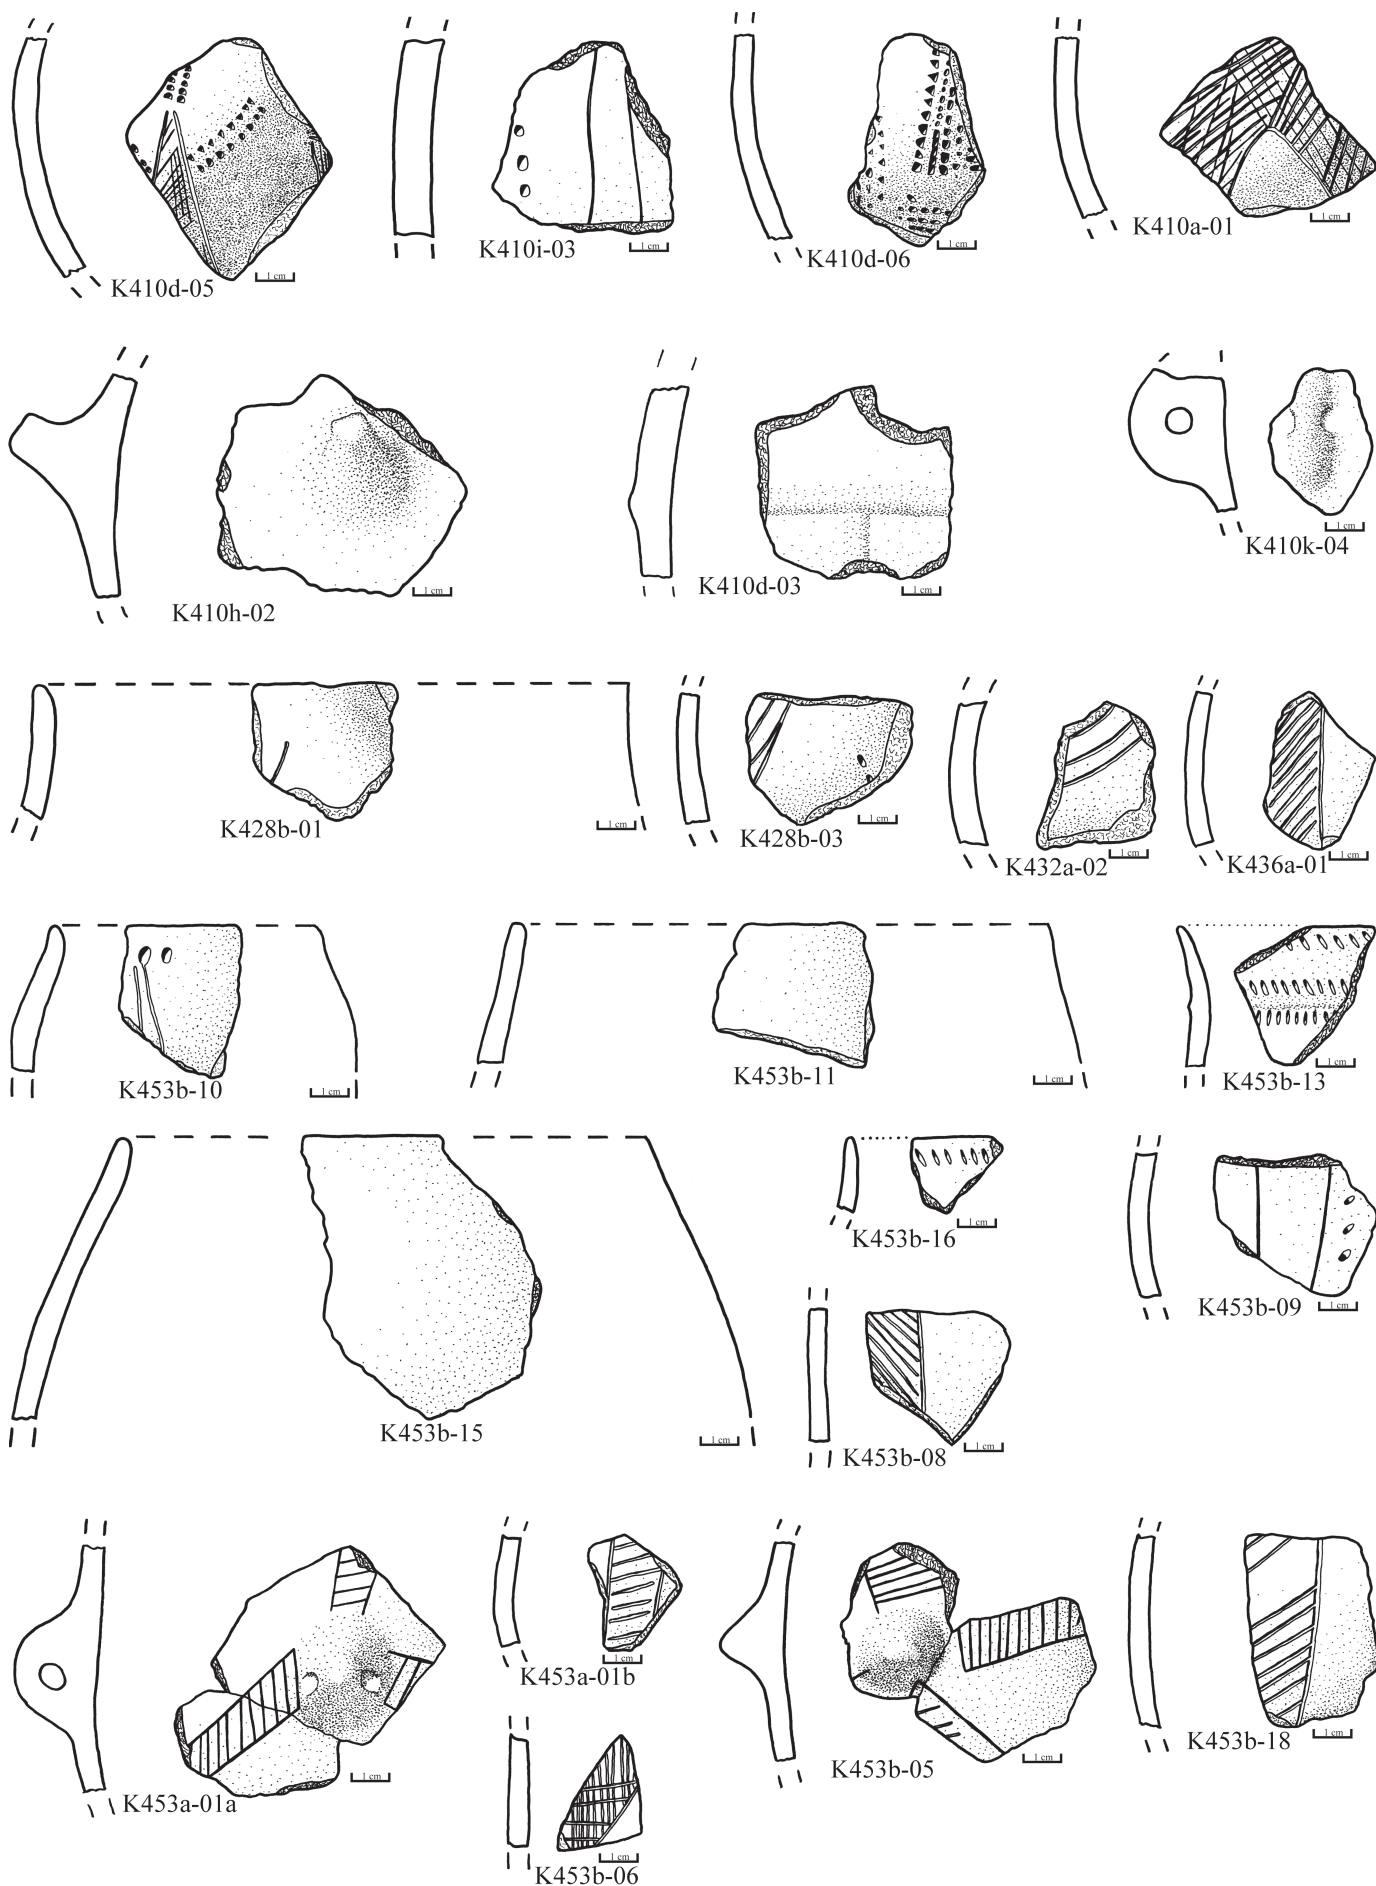 K410d-05
1 cm
K410i-03
1 cm
K410d-06
1 cm
K410a-01
1 cm
K410h-02
1 cm
K410d-03
1 cm
K410k-04
1 cm
K428b-01
1 cm
K428b-03
1 cm
K432a-02
1 cm
K436a-01
1 cm
K453b-10
1 cm
K453b-11
1 cm
K453b-13
1 cm
K453b-15
1 cm
K453b-16
1 cm
K453b-09
1 cm
K453b-08
1 cm
K453a-01a
1 cm
K453a-01b
1 cm
K453b-05
1 cm
K453b-18
1 cm
K453b-06
1 cm